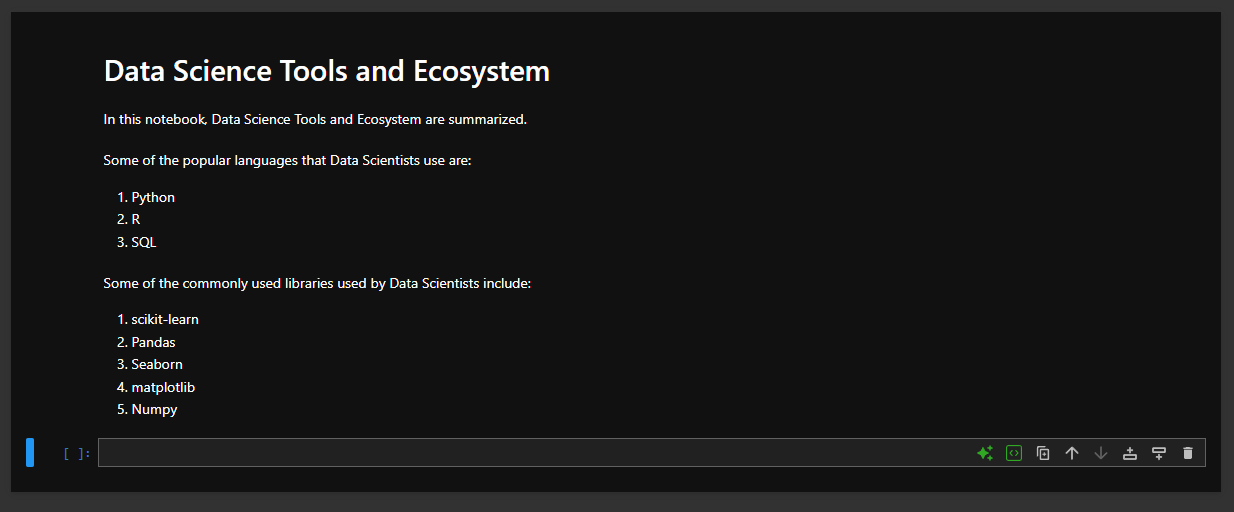 Data Science Tools and Ecosystem
In this notebook, Data Science Tools and Ecosystem are summarized.
Some of the popular languages that Data Scientists use are:
1. Python
2. R
3. SQL
Some of the commonly used libraries used by Data Scientists include:
1. scikit-learn
2. Pandas
3. Seaborn
4. matplotlib
5. Numpy
[ ]: